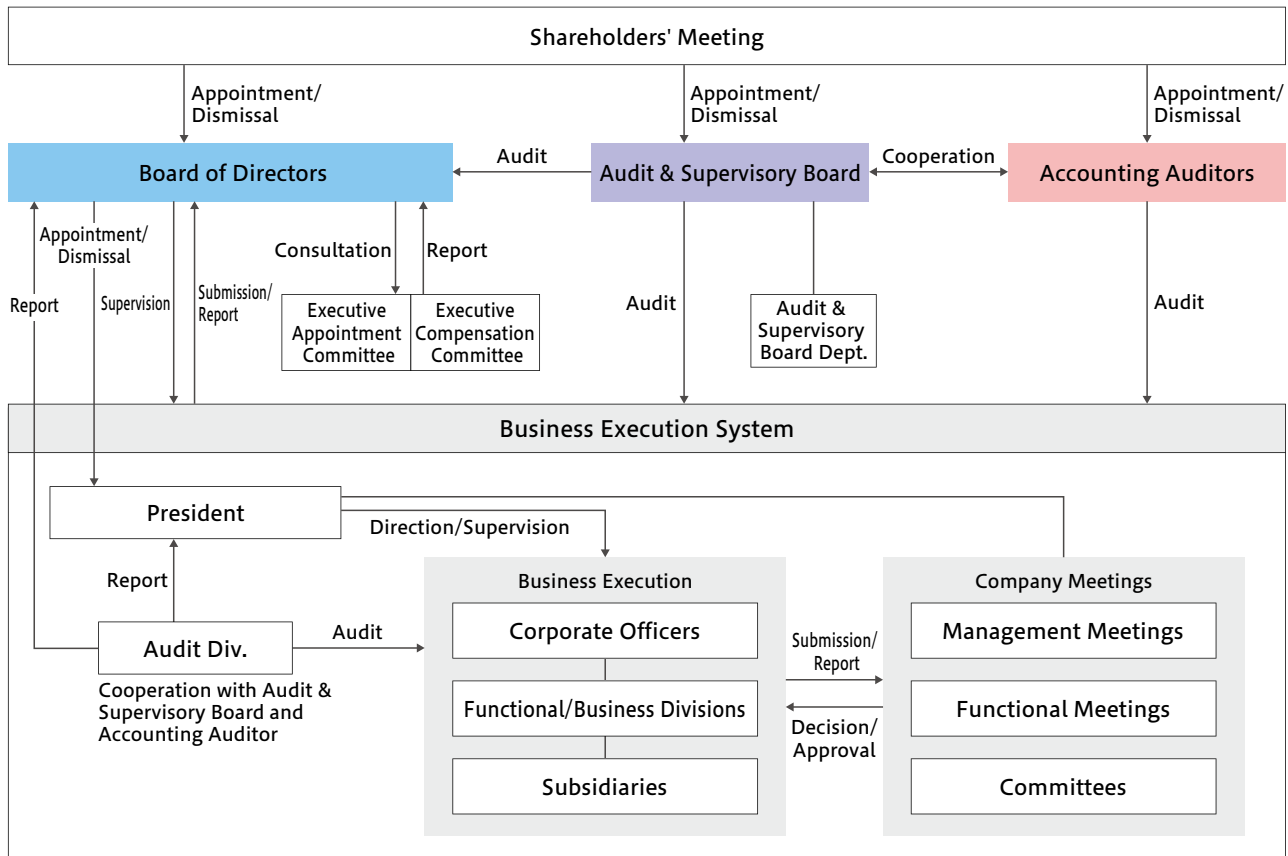 Shareholders' Meeting
Appointment/
Dismissal
Appointment/
Dismissal
Appointment/
Dismissal
Board of Directors
Audit
Audit & Supervisory Board
Cooperation
Accounting Auditors
Report
Appointment/
Dismissal
Supervision
Submission/
Report
Consultation
Report
Executive
Appointment
Committee
Executive
Compensation
Committee
Audit
Audit &
Supervisory
Board Dept.
Audit
Business Execution System
President
Direction/Supervision
Report
Audit Div.
Audit
Cooperation with Audit &
Supervisory Board and
Accounting Auditor
Business Execution
Corporate Officers
Functional/Business Divisions
Subsidiaries
Submission/
Report
Decision/
Approval
Company Meetings
Management Meetings
Functional Meetings
Committees